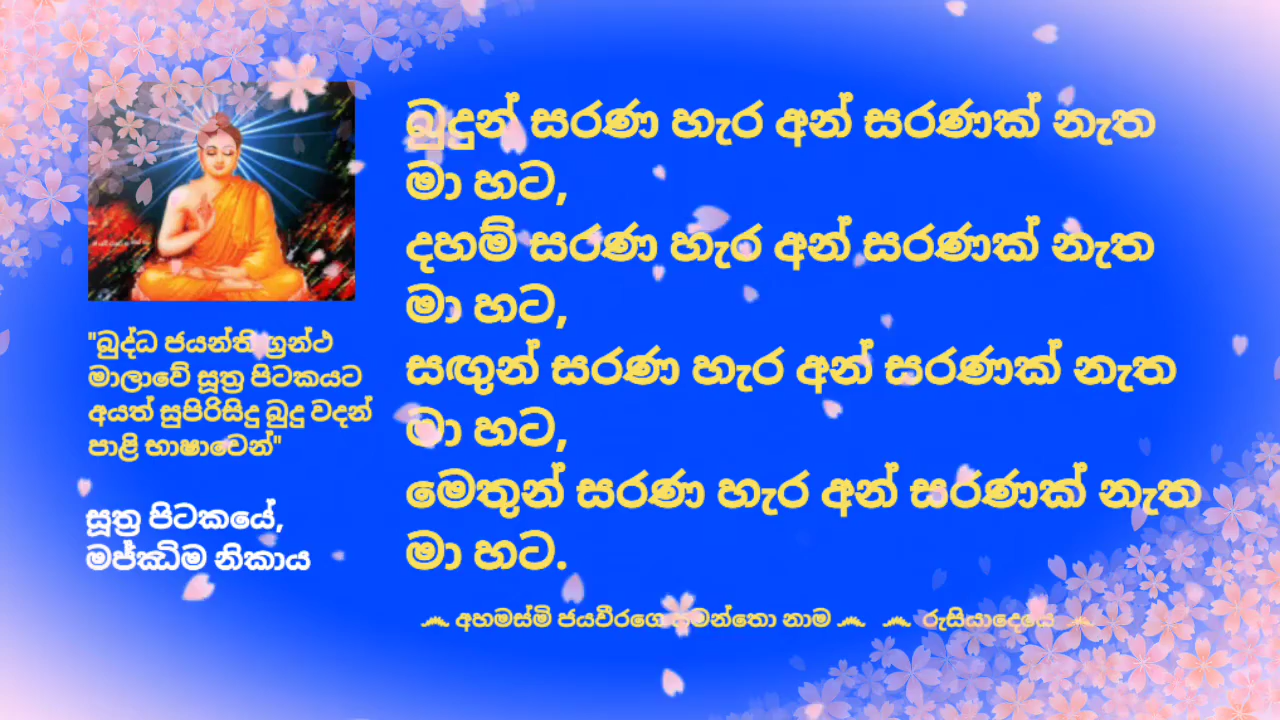 බුදුන් සරණ හැර අන් සරණක් නැත
මා හට,
දහම් සරණ හැර අන් සරණක් නැත
මා හට,
සඟුන් සරණ හැර අන් සරණක් නැත
මා හට,
මෙතුන් සරණ හැර අන් සරණක් නැත
මා හට.
"බුද්ධ ජයන්ති ග්‍රන්ථ
මාලාවේ සූත්‍ර පිටකයට
අයත් සුපිරිසිදු බුදු වදන්
පාළි භාෂාවෙන්"
සූත්‍ර පිටකයේ,
මජ්ඣිම නිකාය
අහමස්මි ජයවීරගෙ නාම රුසියාදෙයෙ